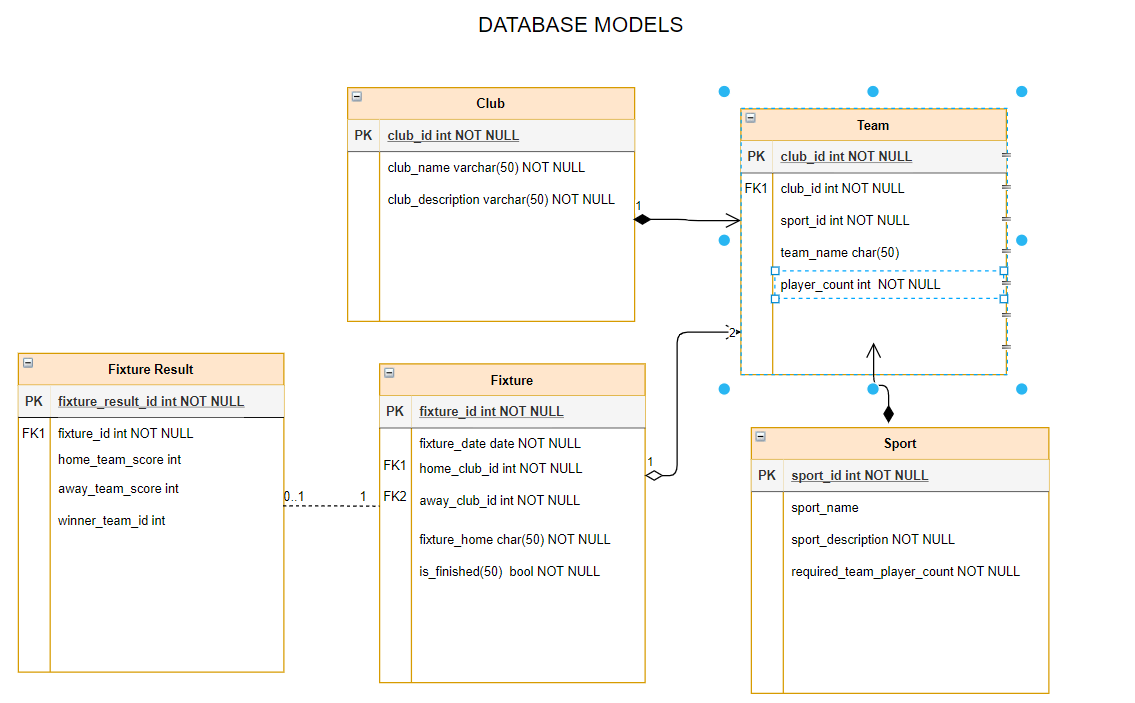 DATABASE MODELS
Club
PK club_id int NOT NULL
club_name varchar(50) NOT NULL
club_description varchar(50) NOT NULL
1
Team
PK club_id int NOT NULL
FK1 club_id int NOT NULL
sport_id int NOT NULL
team_name char(50)
player_count int  NOT NULL
2
Fixture Result
PK fixture_result_id int NOT NULL
FK1 fixture_id int NOT NULL
home_team_score int
away_team_score int
winner_team_id int
0..1
1
Fixture
PK fixture_id int NOT NULL
fixture_date date NOT NULL
FK1 home_club_id int NOT NULL
FK2 away_club_id int NOT NULL
fixture_home char(50) NOT NULL
is_finished(50)  bool NOT NULL
1
Sport
PK sport_id int NOT NULL
sport_name
sport_description NOT NULL
required_team_player_count NOT NULL